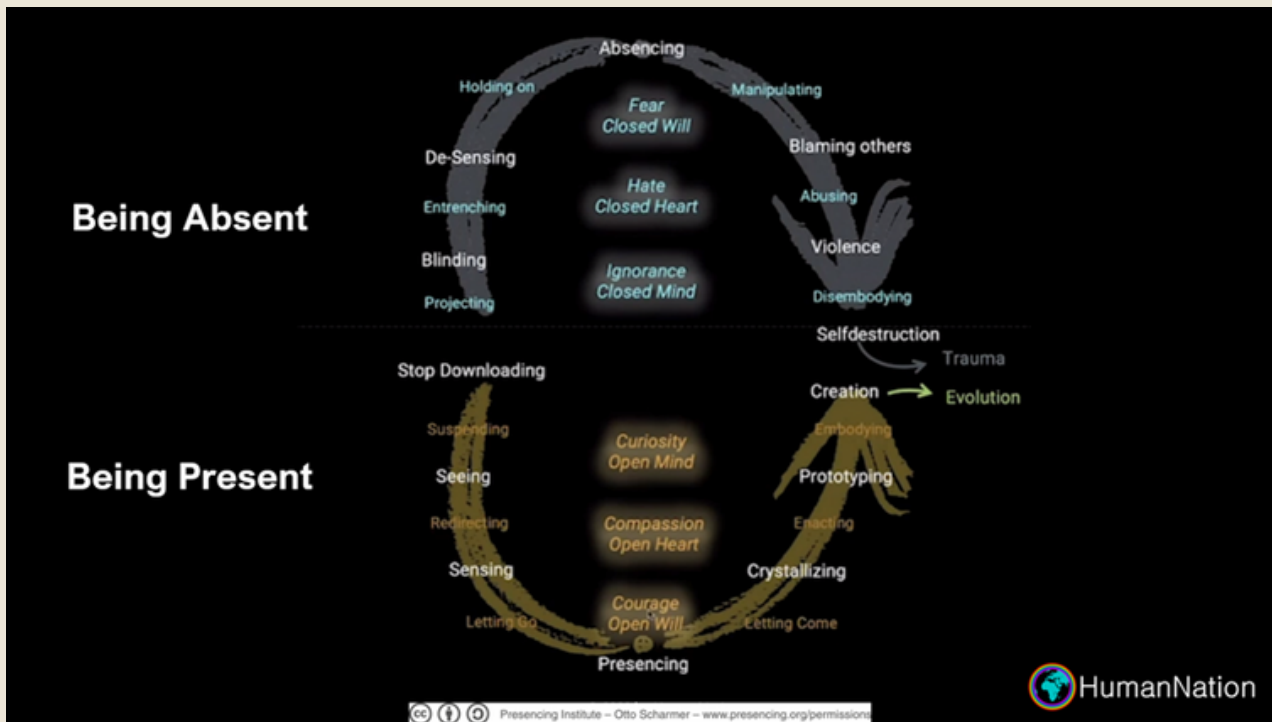 Absencing
Holding on
Manipulating
Fear
Closed Will
Blaming others
De-Sensing
Hate
Closed Heart
Abusing
Entrenching
Being Absent
Violence
Blinding
Ignorance
Closed Mind
Disembodying
Projecting
Selfdestruction
Trauma
Stop Downloading
Creation
Evolution
Suspending
Embodying
Curiosity
Open Mind
Being Present
Seeing
Prototyping
Redirecting
Compassion
Open Heart
Enacting
Sensing
Crystallizing
Courage
Open Will
Letting Go
Letting Come
Presencing
HumanNation
cc Presencing Institute – Otto Scharmer – www.presencing.org/permissions